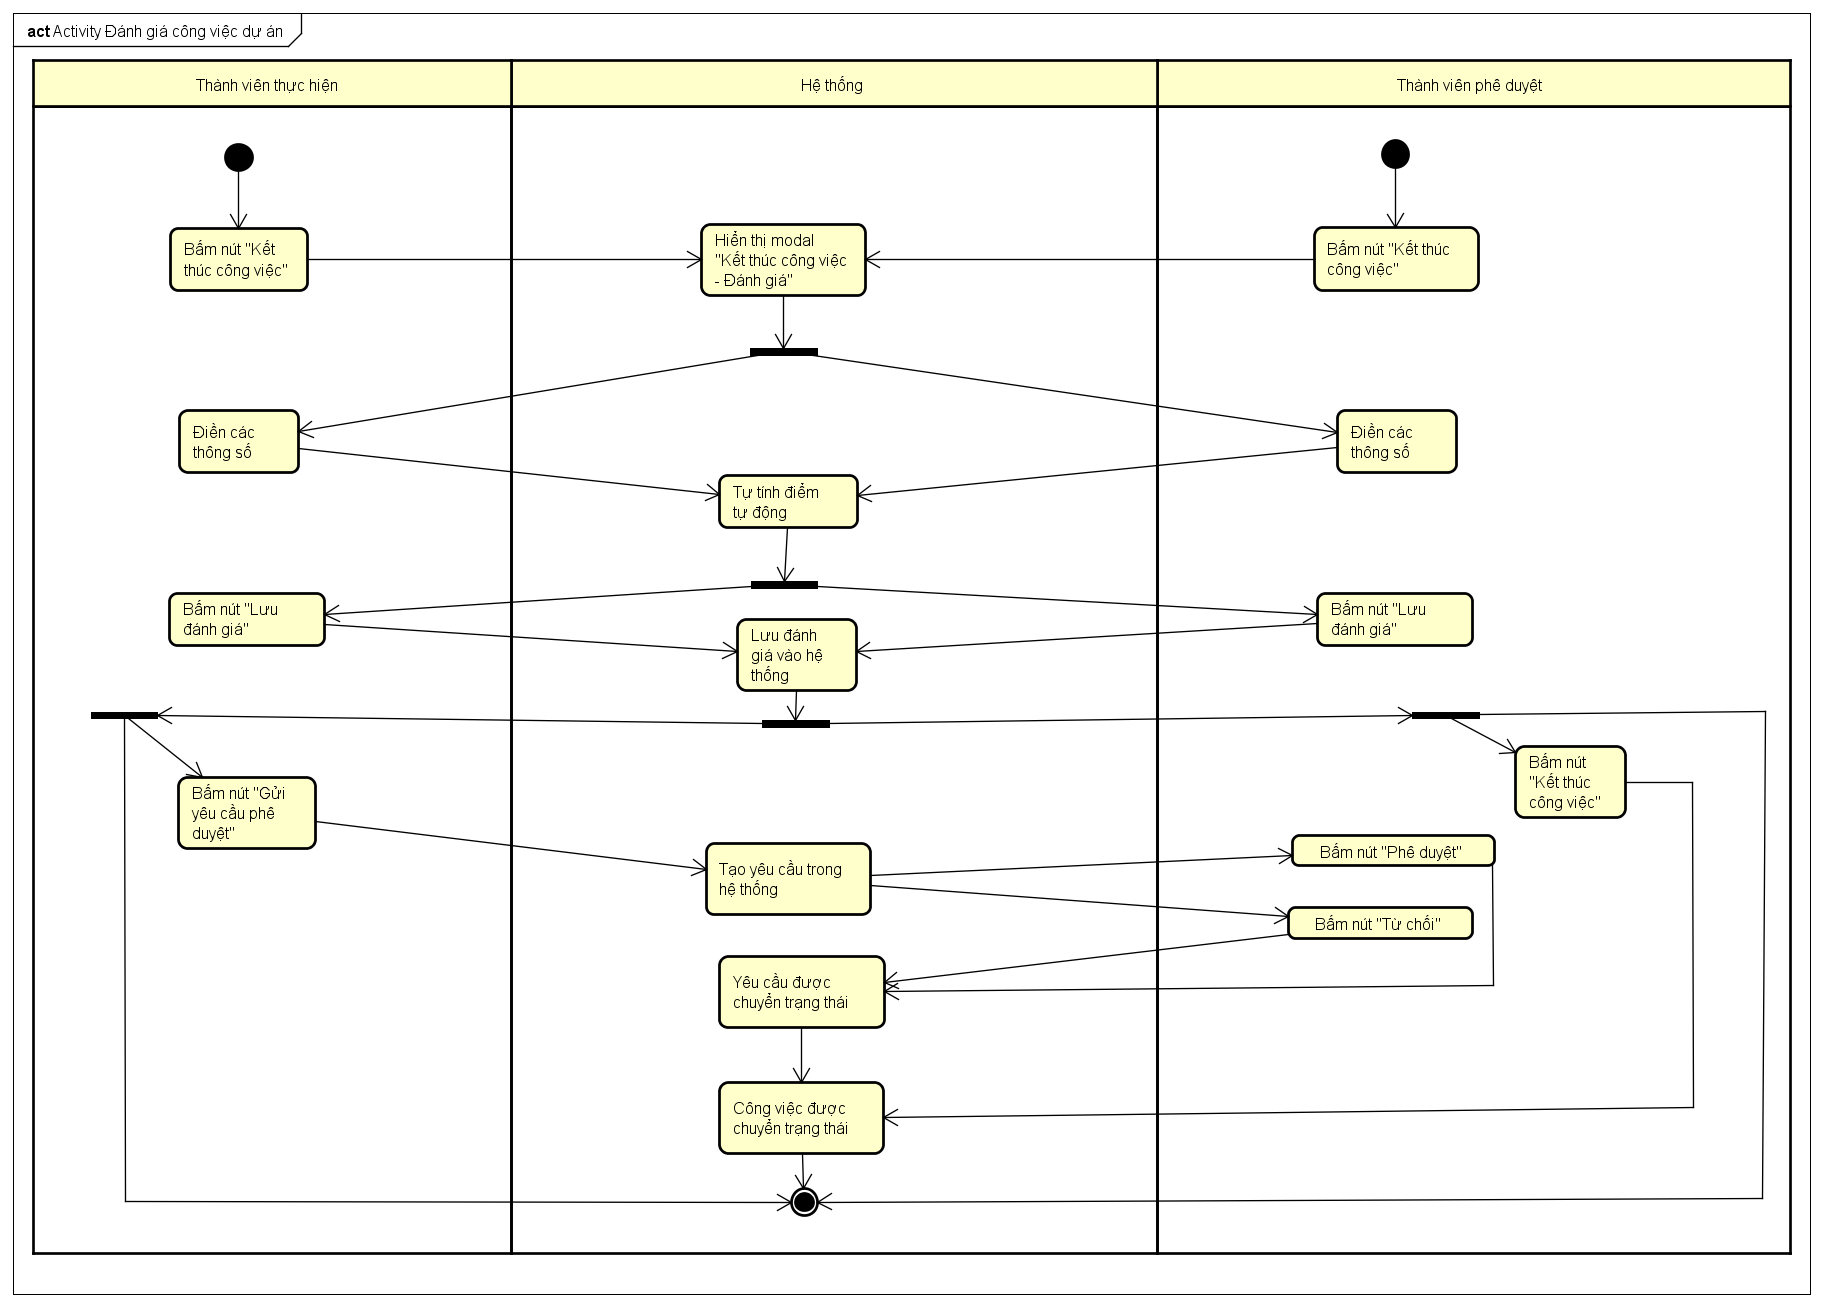 act Activity Đánh giá công việc dự án
Thành viên thực hiện
Hệ thống
Thành viên phê duyệt
Bấm nút "Kết
thúc công việc"
Hiển thị modal
"Kết thúc công việc
- Đánh giá"
Bấm nút "Kết thúc
công việc"
Điền các
thông số
Điền các
thông số
Tự tính điểm
tự động
Bấm nút "Lưu
đánh giá"
Lưu đánh
giá vào hệ
thống
Bấm nút "Lưu
đánh giá"
Bấm nút "Gửi
yêu cầu phê
duyệt"
Bấm nút
"Kết thúc
công việc"
Tạo yêu cầu trong
hệ thống
Bấm nút "Phê duyệt"
Bấm nút "Từ chối"
Yêu cầu được
chuyển trạng thái
Công việc được
chuyển trạng thái